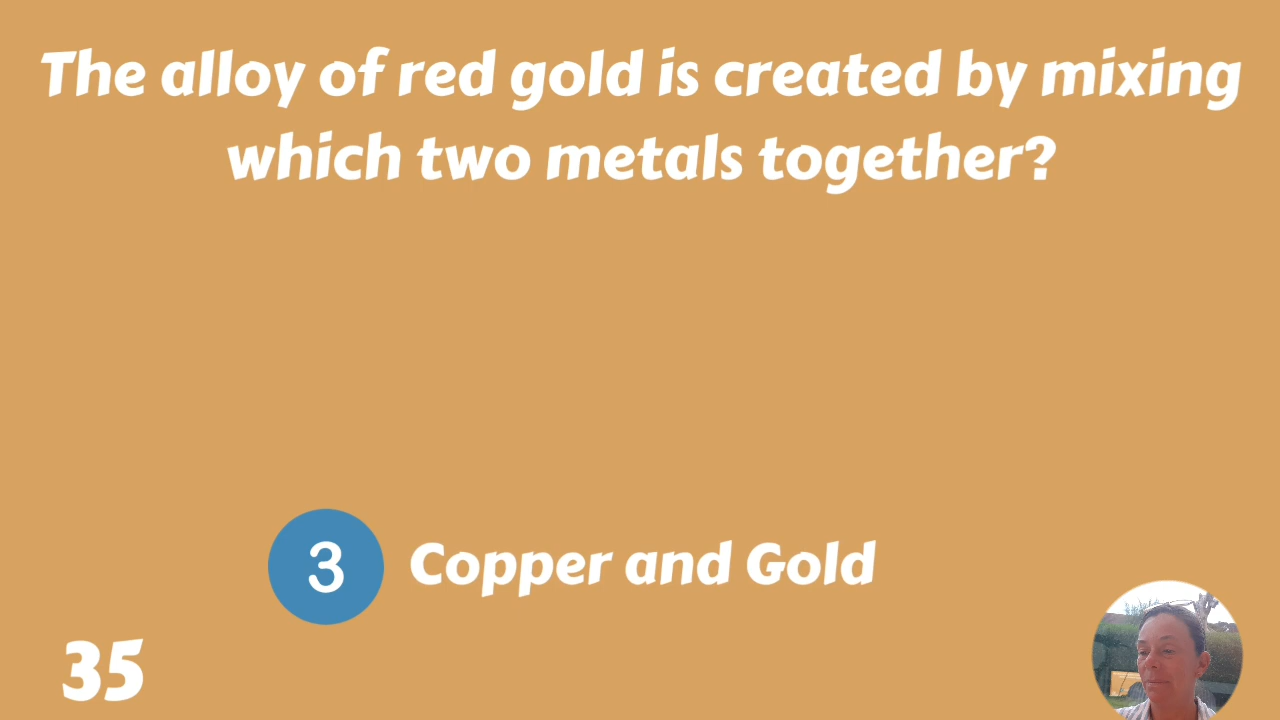 The alloy of red gold is created by mixing
which two metals together?
3 Copper and Gold
35